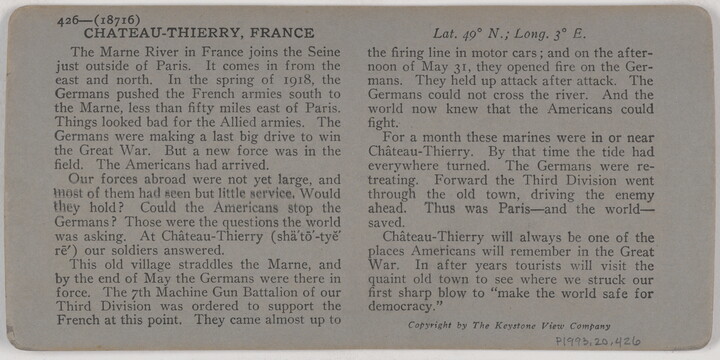 426—(18716)
CHATEAU-THIERRY, FRANCE
The Marne River in France joins the Seine
just outside of Paris. It comes in from the
east and north. In the spring of 1918, the
Germans pushed the French armies south to
the Marne, less than fifty miles east of Paris.
Things looked bad for the Allied armies. The
Germans were making a last big drive to win
the Great War. But a new force was in the
field. The Americans had arrived.
Our forces abroad were not yet large, and
most of them had seen but little service. Would
they hold? Could the Americans stop the
Germans? Those were the questions the world
was asking. At Château-Thierry (shä′tō′-tyĕ′
rē′) our soldiers answered.
This old village straddles the Marne, and
by the end of May the Germans were there in
force. The 7th Machine Gun Battalion of our
Third Division was ordered to support the
French at this point. They came almost up to
Lat. 49° N.; Long. 3° E.
the firing line in motor cars; and on the after-
noon of May 31, they opened fire on the Ger-
mans. They held up attack after attack. The
Germans could not cross the river. And the
world now knew that the Americans could
fight.
For a month these marines were in or near
Château-Thierry. By that time the tide had
everywhere turned. The Germans were re-
treating. Forward the Third Division went
through the old town, driving the enemy
ahead. Thus was Paris—and the world—
saved.
Château-Thierry will always be one of the
places Americans will remember in the Great
War. In after years tourists will visit the
quaint old town to see where we struck our
first sharp blow to "make the world safe for
democracy."
Copyright by The Keystone View Company
P1993.20.426